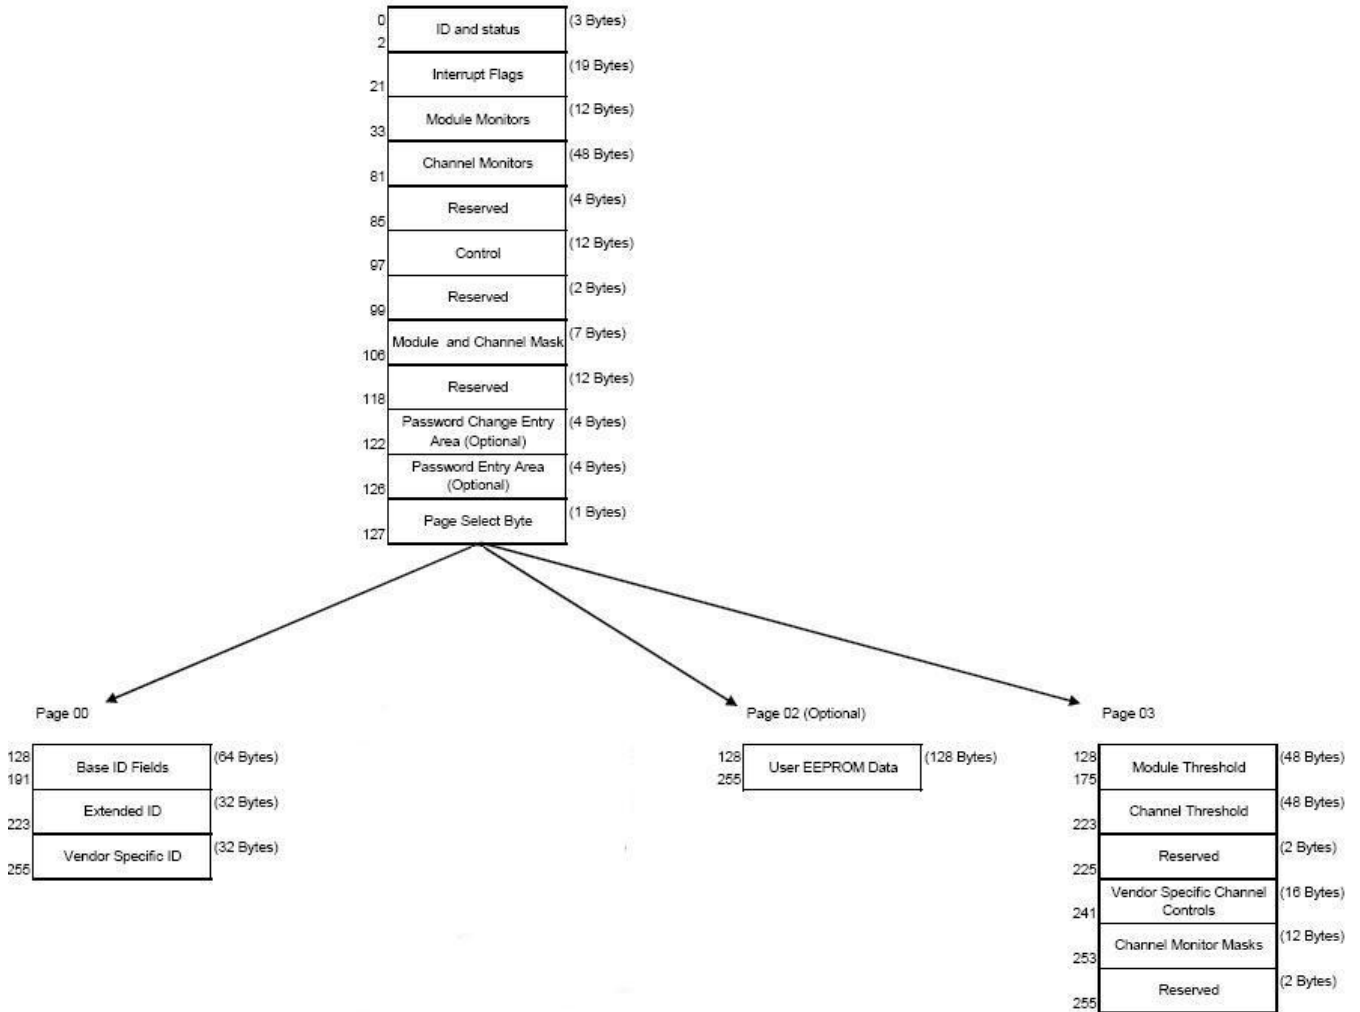 0
ID and status
(3 Bytes)
2
Interrupt Flags
(19 Bytes)
21
Module Monitors
(12 Bytes)
33
Channel Monitors
(48 Bytes)
81
Reserved
(4 Bytes)
85
Control
(12 Bytes)
97
Reserved
(2 Bytes)
99
Module and Channel Mask
(7 Bytes)
106
Reserved
(12 Bytes)
118
Password Change Entry
Area (Optional)
(4 Bytes)
122
Password Entry Area
(Optional)
(4 Bytes)
126
Page Select Byte
(1 Bytes)
127
Page 00
128
Base ID Fields
(64 Bytes)
191
Extended ID
(32 Bytes)
223
Vendor Specific ID
(32 Bytes)
255
Page 02 (Optional)
128
User EEPROM Data
(128 Bytes)
255
Page 03
128
Module Threshold
(48 Bytes)
175
Channel Threshold
(48 Bytes)
223
Reserved
(2 Bytes)
225
Vendor Specific Channel
Controls
(16 Bytes)
241
Channel Monitor Masks
(12 Bytes)
253
Reserved
(2 Bytes)
255